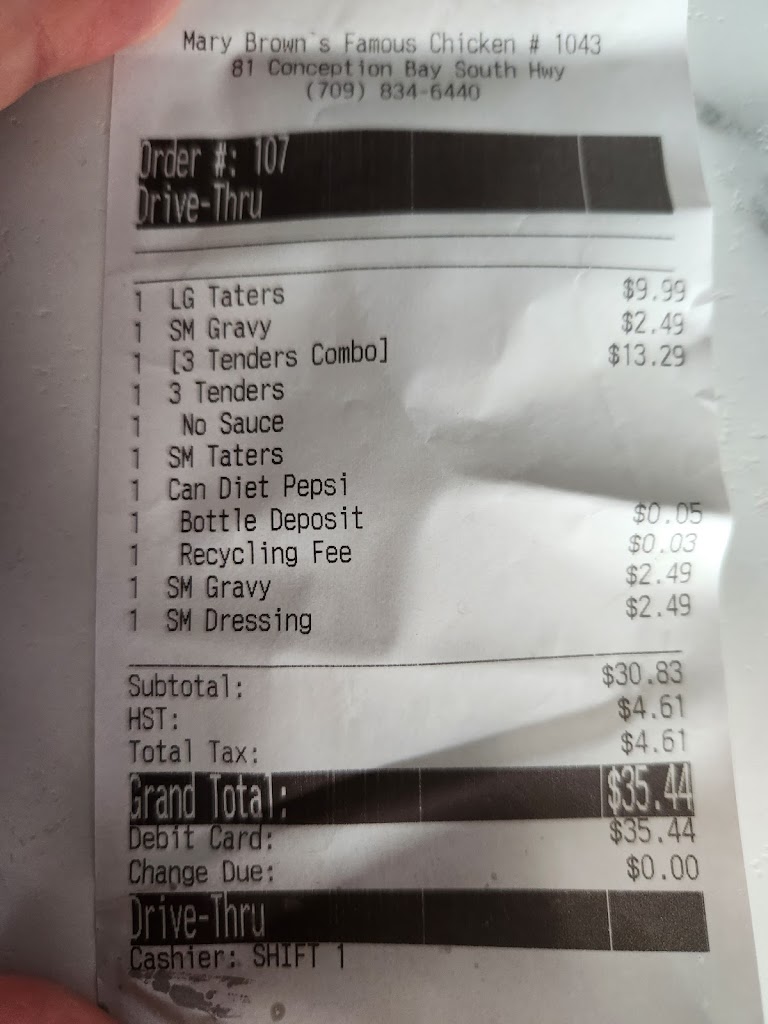 Mary Brown`s Famous Chicken # 1043
81 Conception Bay South Hwy
(709) 834-6440
Order #: 107
Drive-Thru
1 LG Taters $9.99
1 SM Gravy $2.49
1 [3 Tenders Combo] $13.29
1 3 Tenders
1 No Sauce
1 SM Taters
1 Can Diet Pepsi
1 Bottle Deposit $0.05
1 Recycling Fee $0.03
1 SM Gravy $2.49
1 SM Dressing $2.49
Subtotal: $30.83
HST: $4.61
Total Tax: $4.61
Grand Total: $35.44
Debit Card: $35.44
Change Due: $0.00
Drive-Thru
Cashier: SHIFT 1